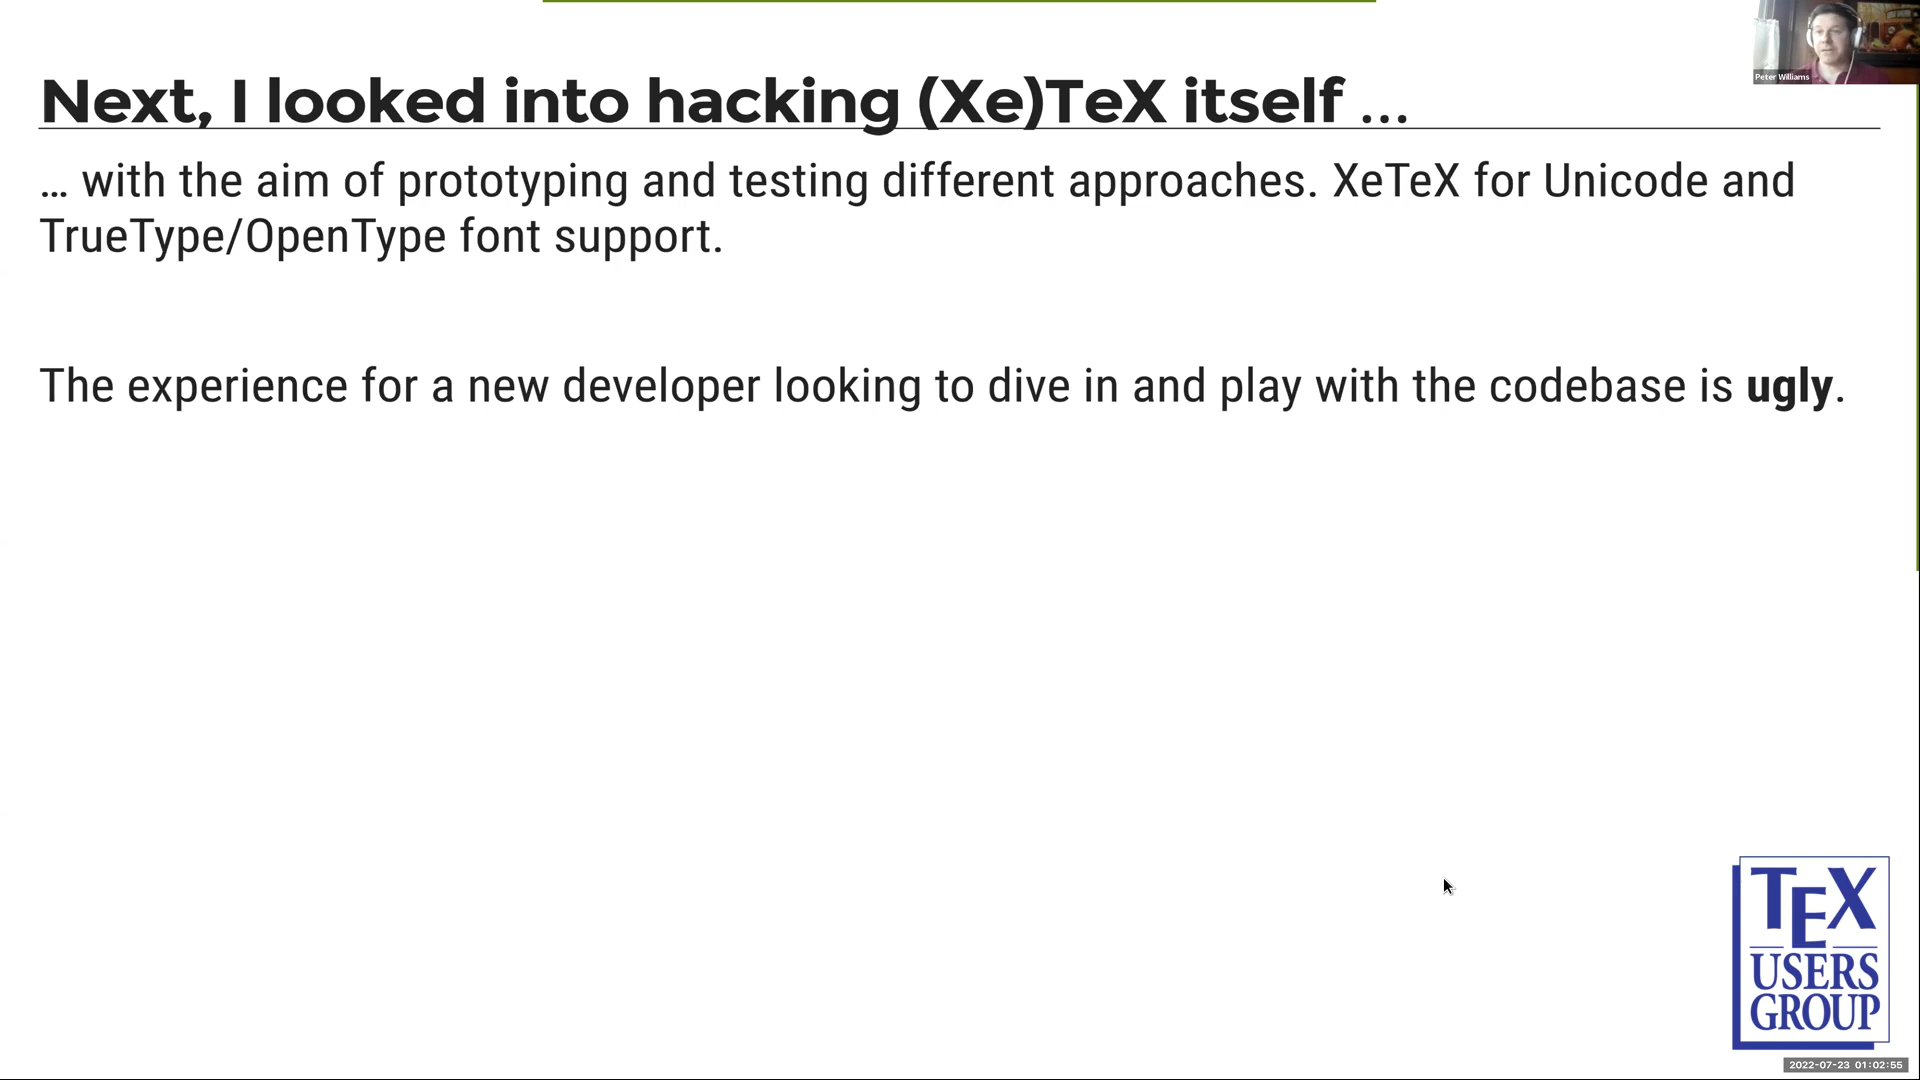 Peter Williams
Next, I looked into hacking (Xe)TeX itself …
… with the aim of prototyping and testing different approaches. XeTeX for Unicode and
TrueType/OpenType font support.
The experience for a new developer looking to dive in and play with the codebase is ugly.
TEX
USERS
GROUP
2022-07-23 01:02:55